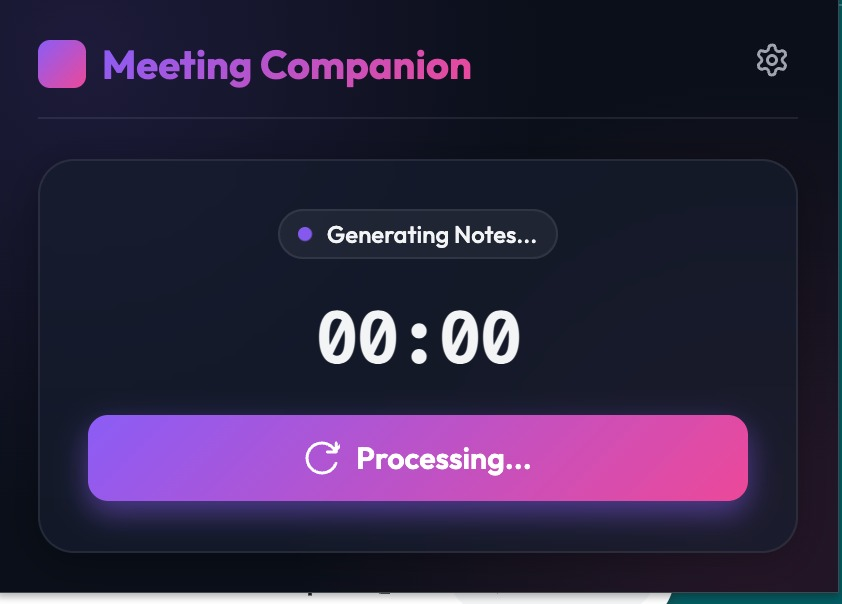 Meeting Companion
Generating Notes...
00:00
Processing...